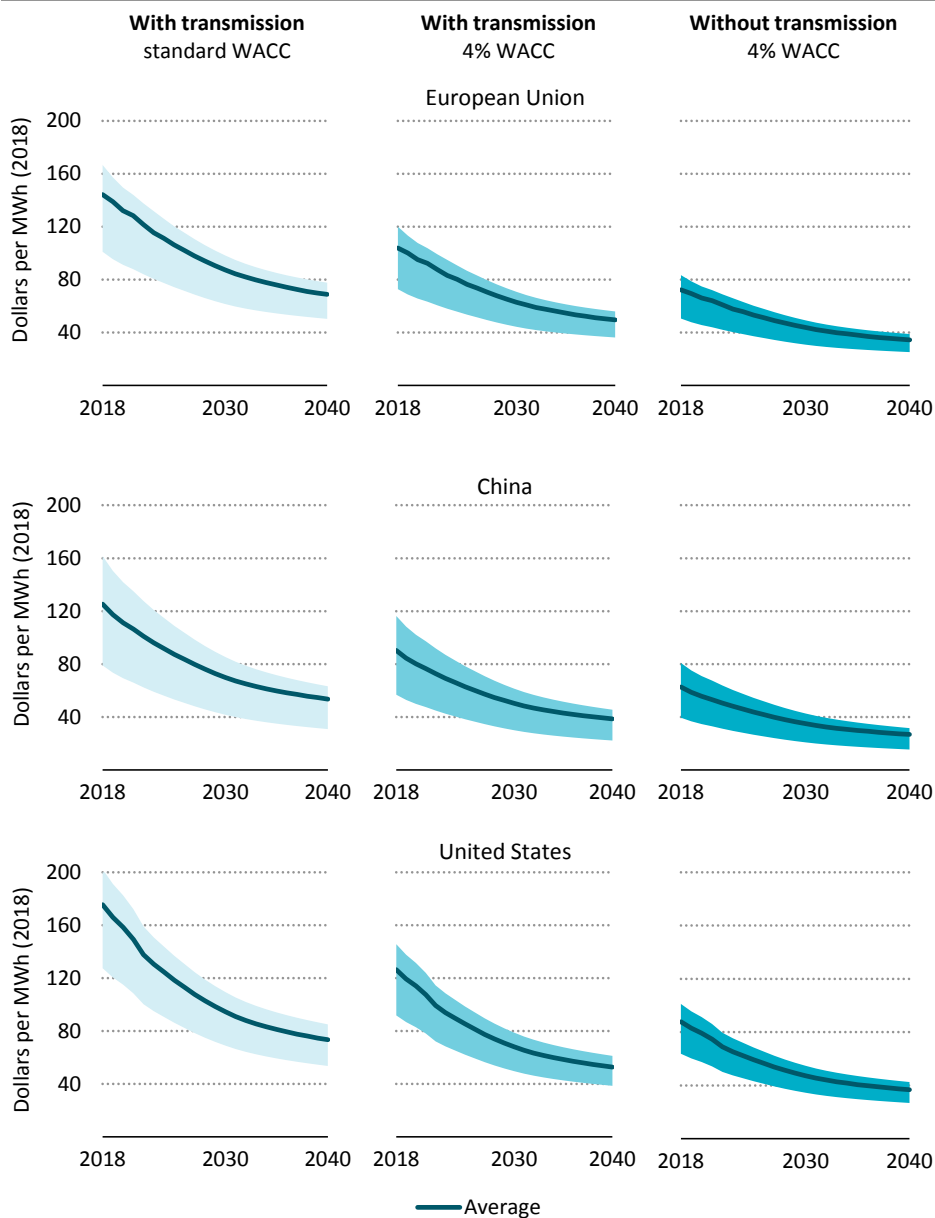 With transmission
standard WACC
With transmission
4% WACC
Without transmission
4% WACC
European Union
Dollars per MWh (2018)
200
160
120
80
40
2018 2030 2040
2018 2030 2040
2018 2030 2040
China
Dollars per MWh (2018)
200
160
120
80
40
2018 2030 2040
2018 2030 2040
2018 2030 2040
United States
Dollars per MWh (2018)
200
160
120
80
40
2018 2030 2040
2018 2030 2040
2018 2030 2040
Average